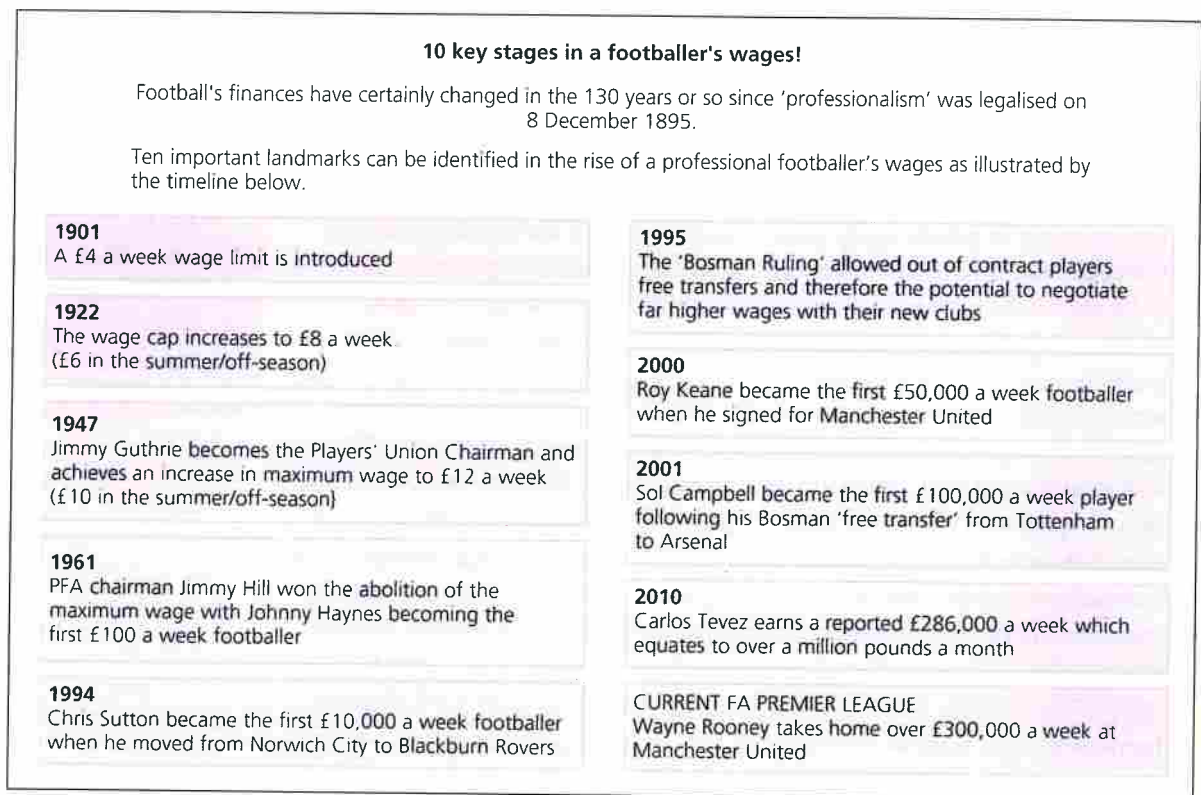 10 key stages in a footballer's wages!
Football's finances have certainly changed in the 130 years or so since 'professionalism' was legalised on
8 December 1895.
Ten important landmarks can be identified in the rise of a professional footballer's wages as illustrated by
the timeline below.
1901
A £4 a week wage limit is introduced
1922
The wage cap increases to £8 a week
(£6 in the summer/off-season)
1947
Jimmy Guthrie becomes the Players' Union Chairman and
achieves an increase in maximum wage to £12 a week
(£10 in the summer/off-season)
1961
PFA chairman Jimmy Hill won the abolition of the
maximum wage with Johnny Haynes becoming the
first £100 a week footballer
1994
Chris Sutton became the first £10,000 a week footballer
when he moved from Norwich City to Blackburn Rovers
1995
The 'Bosman Ruling' allowed out of contract players
free transfers and therefore the potential to negotiate
far higher wages with their new clubs
2000
Roy Keane became the first £50,000 a week footballer
when he signed for Manchester United
2001
Sol Campbell became the first £100,000 a week player
following his Bosman 'free transfer' from Tottenham
to Arsenal
2010
Carlos Tevez earns a reported £286,000 a week which
equates to over a million pounds a month
CURRENT FA PREMIER LEAGUE
Wayne Rooney takes home over £300,000 a week at
Manchester United